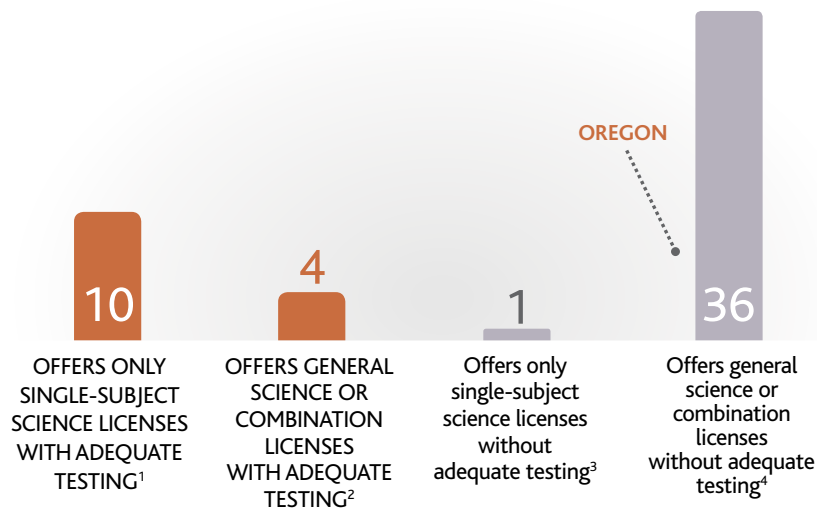 OREGON
10
4
1
36
OFFERS ONLY
SINGLE-SUBJECT
SCIENCE LICENSES
WITH ADEQUATE
TESTING¹
OFFERS GENERAL
SCIENCE OR
COMBINATION
LICENSES
WITH ADEQUATE
TESTING²
Offers only
single-subject
science licenses
without
adequate testing³
Offers general
science or
combination
licenses
without adequate
testing⁴